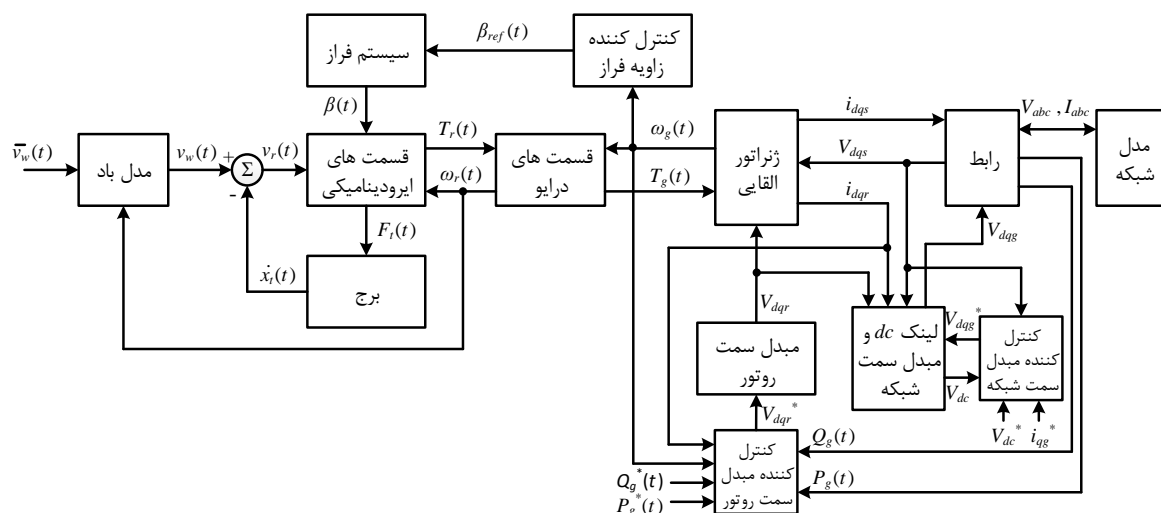 β_ref(t)
سیستم فراز
کنترل کننده
زاویه فراز
β(t)
v̅_w(t)
مدل باد
v_w(t)
+
-
Σ
v_r(t)
قسمت های
ایرودینامیکی
T_r(t)
ω_r(t)
قسمت های
درایو
ω_g(t)
T_g(t)
ژنراتور
القایی
i_dqs
V_dqs
i_dqr
رابط
V_abc , I_abc
مدل
شبکه
F_t(t)
ẋ_t(t)
برج
V_dqg
V_dqr
مبدل سمت
روتور
لینک dc و
مبدل سمت
شبکه
V_dqg*
V_dc
کنترل
کننده مبدل
سمت شبکه
V_dc*
i_qg*
V_dqr*
کنترل
کننده مبدل
سمت روتور
Q_g(t)
P_g(t)
Q_g*(t)
P_g*(t)